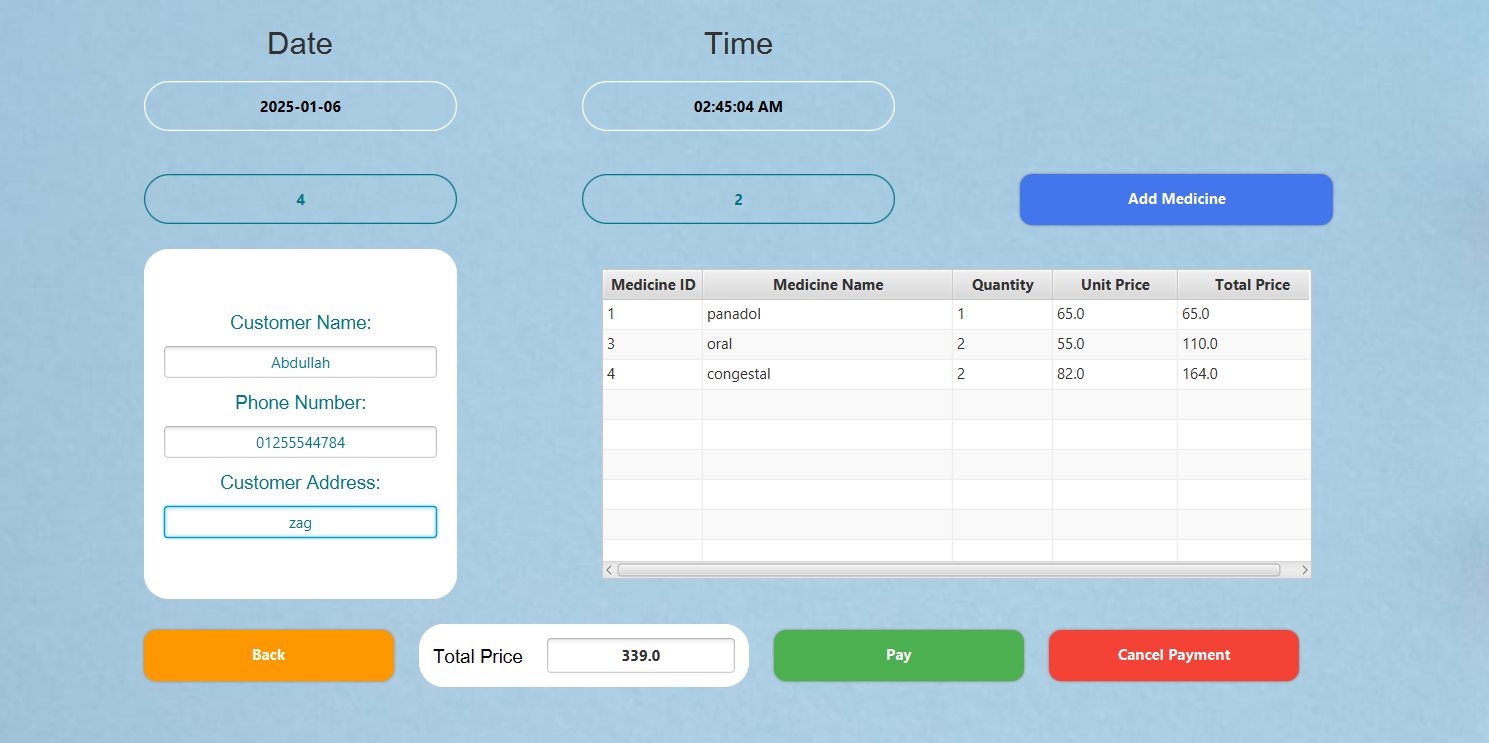 Date Time
2025-01-06 02:45:04 AM
4 2 Add Medicine
Medicine ID Medicine Name Quantity Unit Price Total Price
1 panadol 1 65.0 65.0
3 oral 2 55.0 110.0
4 congestal 2 82.0 164.0
Customer Name:
Abdullah
Phone Number:
01255544784
Customer Address:
zag
Back Total Price 339.0 Pay Cancel Payment